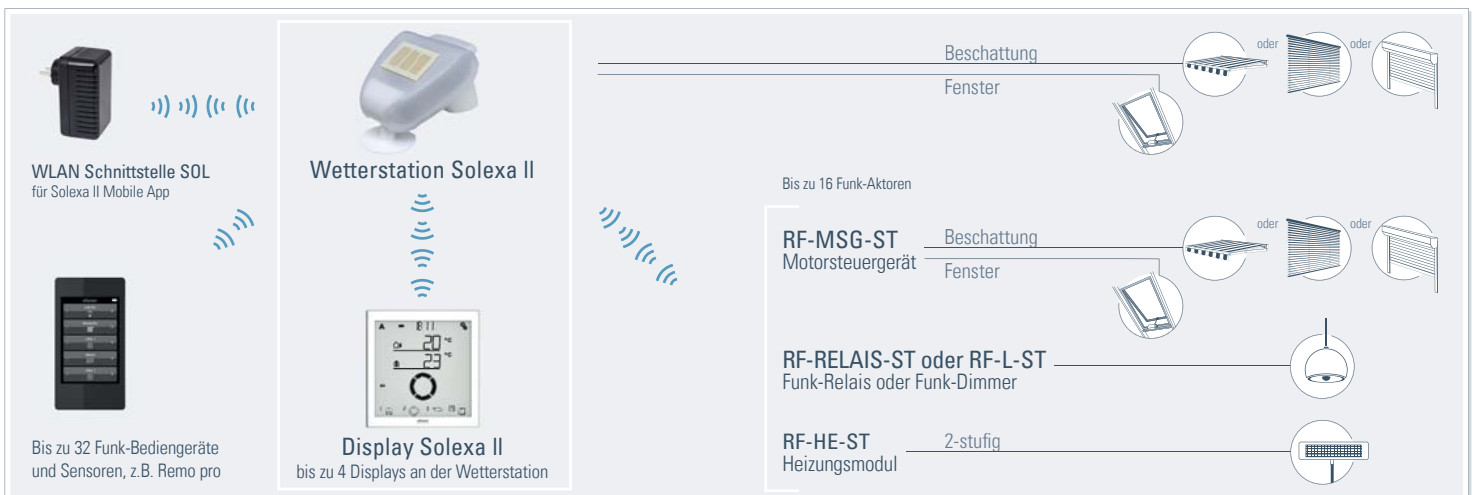 WLAN Schnittstelle SOL
für Solexa II Mobile App
Bis zu 32 Funk-Bediengeräte
und Sensoren, z.B. Remo pro
Wetterstation Solexa II
20 °C
23 °C
Display Solexa II
bis zu 4 Displays an der Wetterstation
Beschattung
oder
oder
Fenster
Bis zu 16 Funk-Aktoren
RF-MSG-ST
Motorsteuergerät
Beschattung
oder
oder
Fenster
RF-RELAIS-ST oder RF-L-ST
Funk-Relais oder Funk-Dimmer
RF-HE-ST
Heizungsmodul
2-stufig